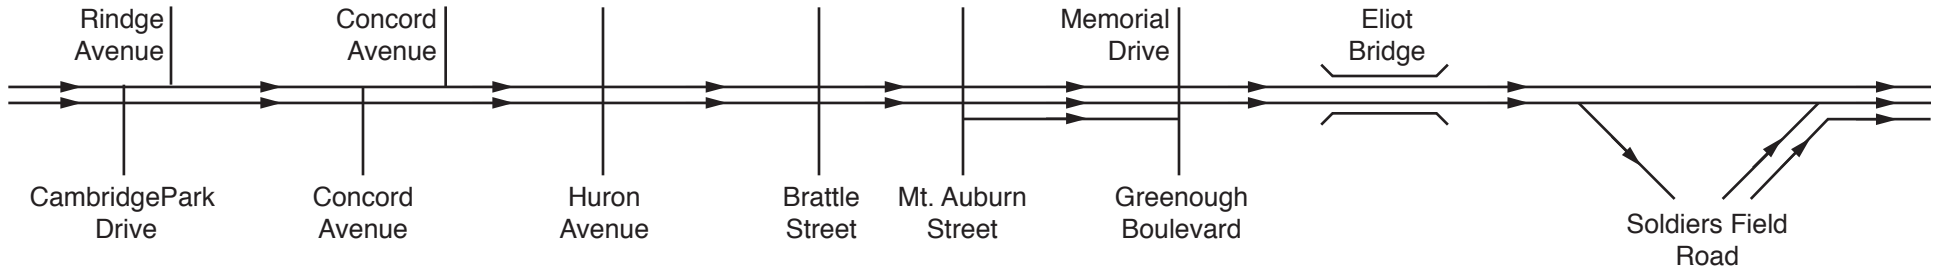 Rindge
Avenue
Concord
Avenue
Memorial
Drive
Eliot
Bridge
CambridgePark
Drive
Concord
Avenue
Huron
Avenue
Brattle
Street
Mt. Auburn
Street
Greenough
Boulevard
Soldiers Field
Road